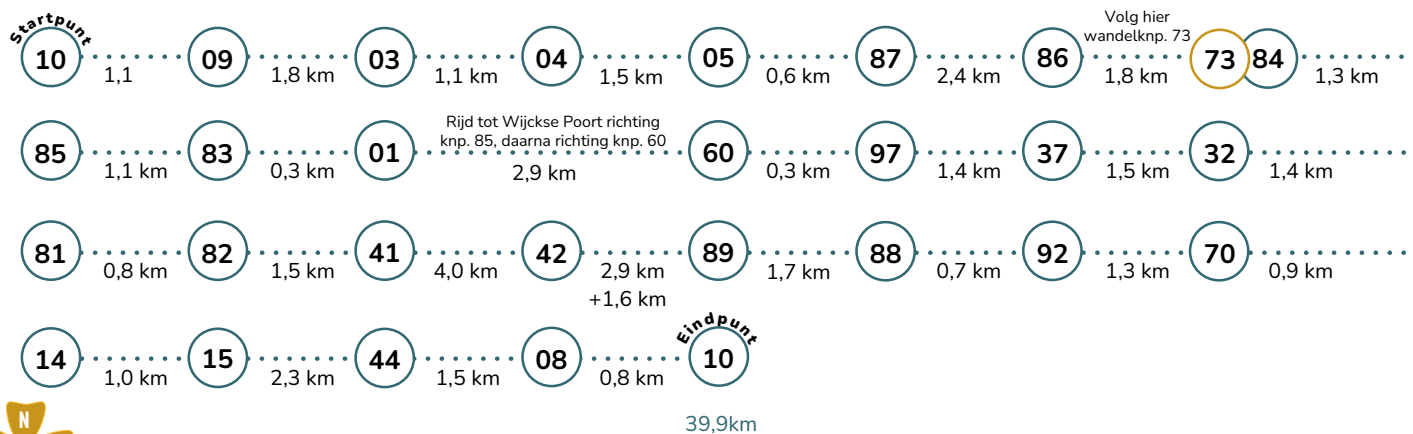 Startpunt
Volg hier
wandelknp. 73
10 09 03 04 05 87 86 73 84
1,1 1,8 km 1,1 km 1,5 km 0,6 km 2,4 km 1,8 km 1,3 km
Rijd tot Wijckse Poort richting
knp. 85, daarna richting knp. 60
85 83 01 60 97 37 32
1,1 km 0,3 km 2,9 km 0,3 km 1,4 km 1,5 km 1,4 km
81 82 41 42 89 88 92 70
0,8 km 1,5 km 4,0 km 2,9 km 1,7 km 0,7 km 1,3 km 0,9 km
+1,6 km
Eindpunt
14 15 44 08 10
1,0 km 2,3 km 1,5 km 0,8 km
39,9km
N